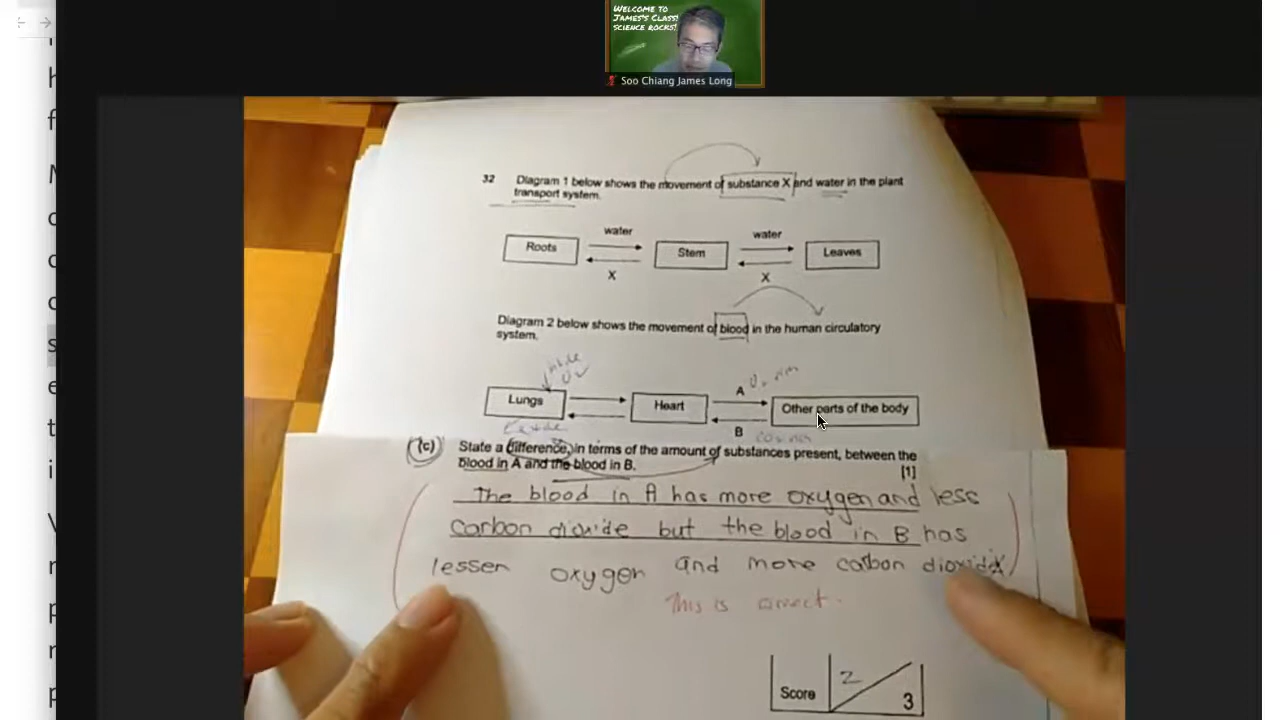 WELCOME TO
JAMES'S CLASS!
SCIENCE ROCKS!
Soo Chiang James Long
32 Diagram 1 below shows the movement of substance X and water in the plant
transport system.
water water
Roots Stem Leaves
X X
Diagram 2 below shows the movement of blood in the human circulatory
system.
inhale
Lungs Heart A Other parts of the body
B
(c) State a difference, in terms of the amount of substances present, between the
blood in A and the blood in B.
[1]
The blood in A has more oxygen and less
carbon dioxide but the blood in B has
lesser oxygen and more carbon dioxide
This is correct.
Score 2 3